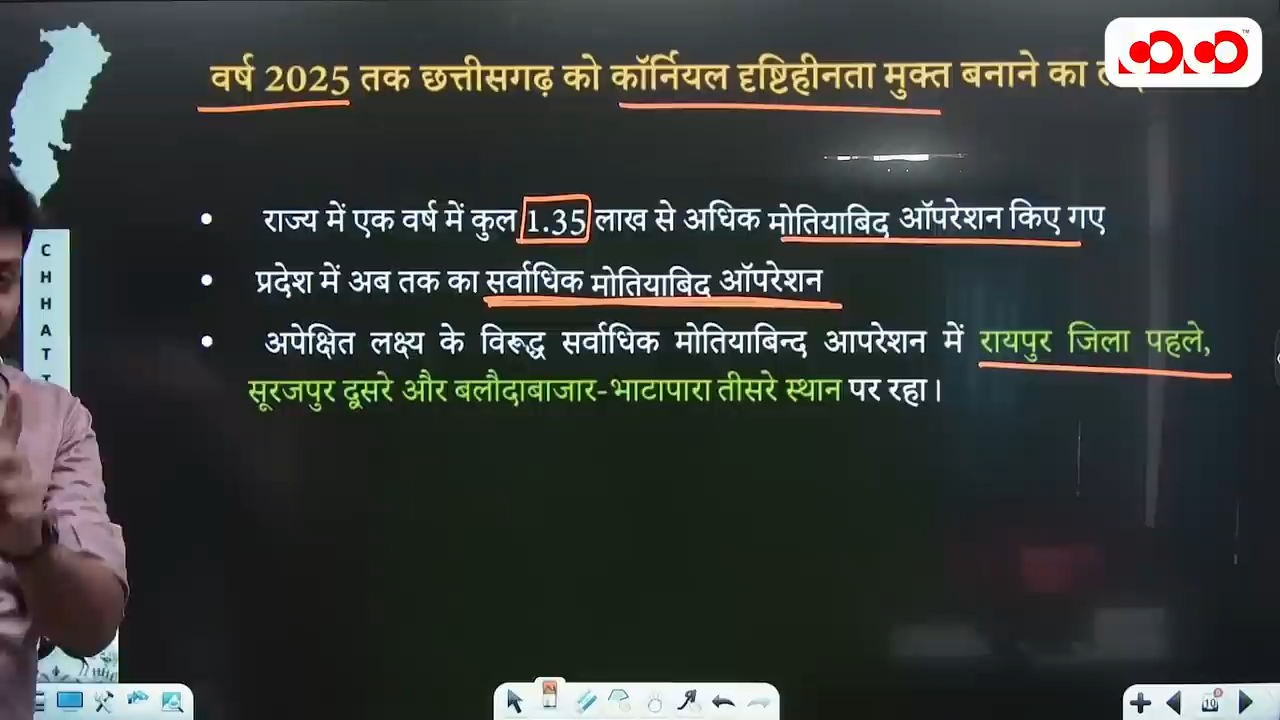 वर्ष 2025 तक छत्तीसगढ़ को कॉर्नियल दृष्टिहीनता मुक्त बनाने का
• राज्य में एक वर्ष में कुल 1.35 लाख से अधिक मोतियाबिद ऑपरेशन किए गए
• प्रदेश में अब तक का सर्वाधिक मोतियाबिद ऑपरेशन
• अपेक्षित लक्ष्य के विरूद्ध सर्वाधिक मोतियाबिन्द आपरेशन में रायपुर जिला पहले,
सूरजपुर दूसरे और बलौदाबाजार-भाटापारा तीसरे स्थान पर रहा।
C
H
H
A
T
T
10